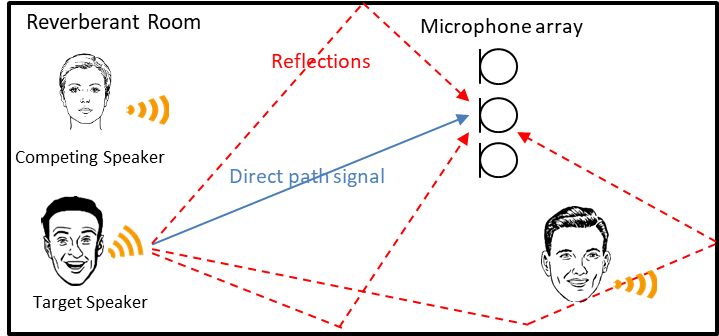 Reverberant Room
Microphone array
Reflections
Competing Speaker
Direct path signal
Target Speaker